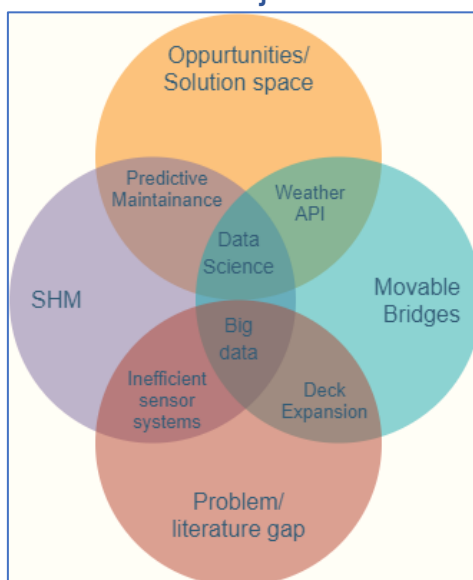 Oppurtunities/
Solution space
Predictive
Maintainance
Weather
API
Data
Science
SHM
Movable
Bridges
Big
data
Inefficient
sensor
systems
Deck
Expansion
Problem/
literature gap